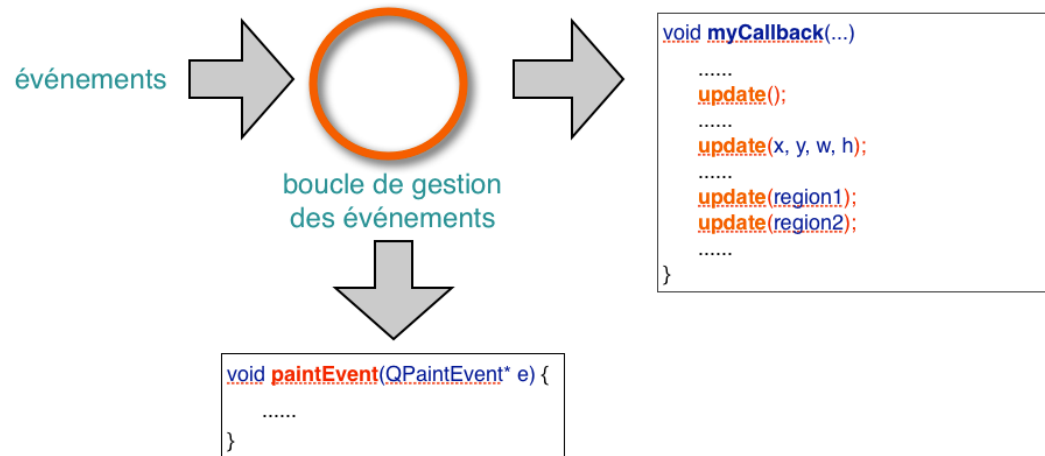 événements
boucle de gestion
des événements
void myCallback(...)
......
update();
......
update(x, y, w, h);
......
update(region1);
update(region2);
......
}
void paintEvent(QPaintEvent* e) {
......
}